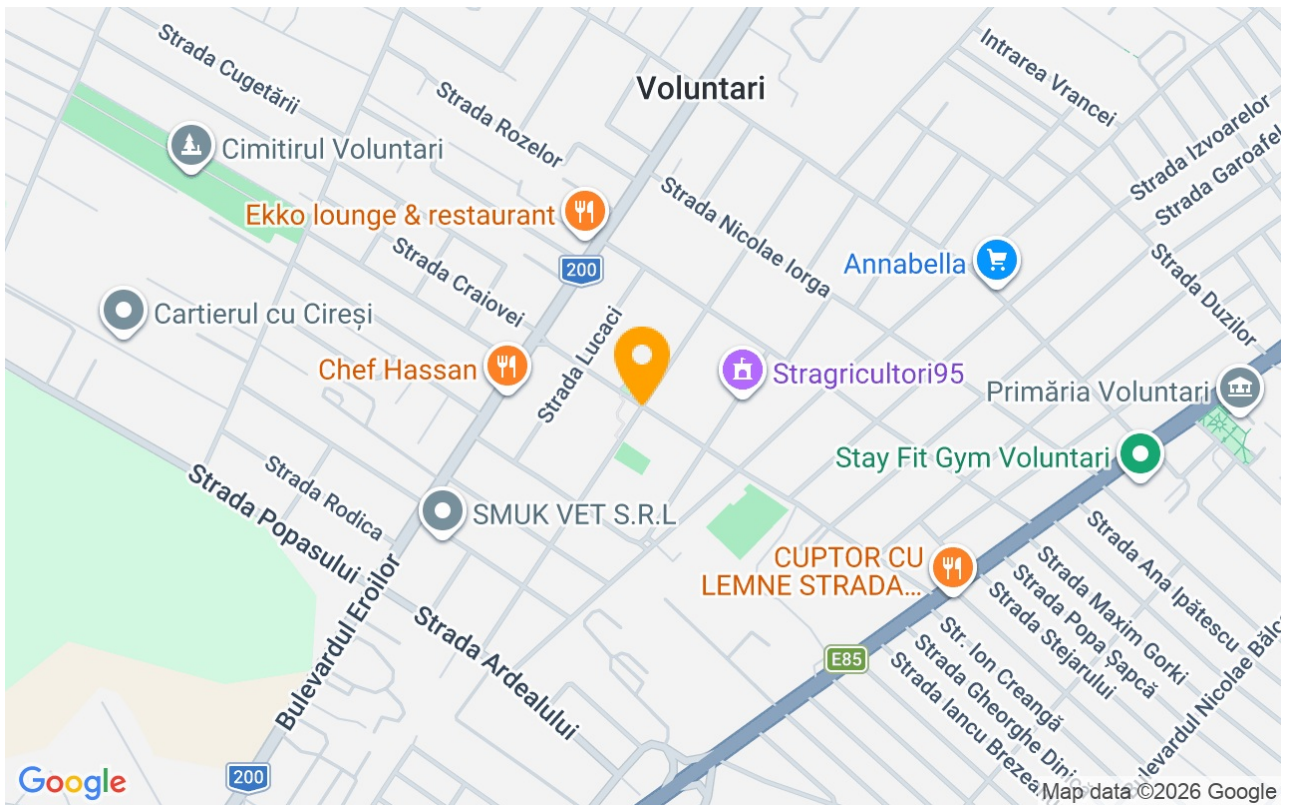 Strada Cugetării
Strada Rozelor
Voluntari
Intrarea Vrancei
Strada Izvoarelor
Strada Garoafel
Cimitirul Voluntari
Ekko lounge & restaurant
Strada Nicolae Iorga
Strada Craiovei
200
Annabella
Strada Duzilor
Cartierul cu Cireși
Strada Lucaci
Chef Hassan
Stragricultori95
Primăria Voluntari
Stay Fit Gym Voluntari
Strada Rodica
Strada Popasului
SMUK VET S.R.L
CUPTOR CU
LEMNE STRADA...
Strada Ana Ipătescu
Strada Maxim Gorki
Strada Popa Șapcă
Strada Stejarului
Bulevardul Eroilor
Strada Ardealului
E85
Str. Ion Creangă
Strada Gheorghe Dini
Strada Iancu Brezea
Bulevardul Nicolae Bălc
200
Google
Map data ©2026 Google